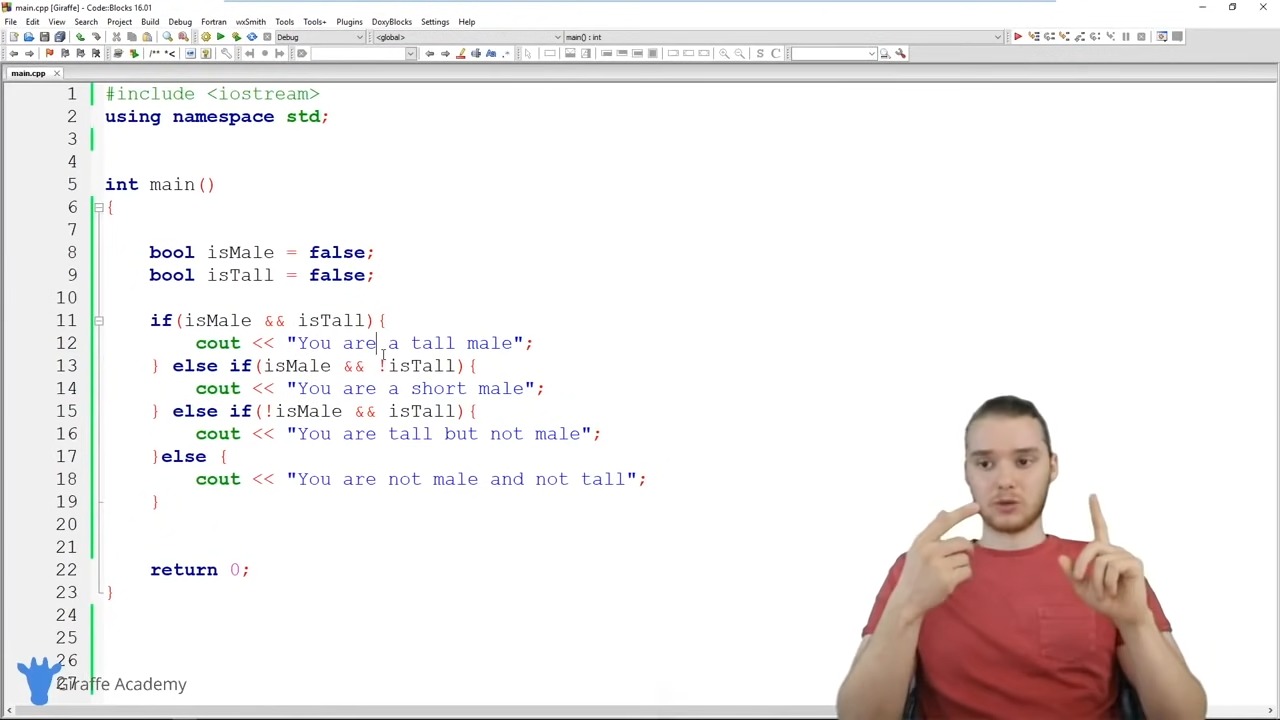 main.cpp [Giraffe] - Code::Blocks 16.01
File Edit View Search Project Build Debug Fortran wxSmith Tools Tools+ Plugins DoxyBlocks Settings Help
Debug <global> main() : int
main.cpp
1 #include <iostream>
2 using namespace std;
3
4
5 int main()
6 {
7
8 bool isMale = false;
9 bool isTall = false;
10
11 if(isMale && isTall){
12 cout << "You are a tall male";
13 } else if(isMale && !isTall){
14 cout << "You are a short male";
15 } else if(!isMale && isTall){
16 cout << "You are tall but not male";
17 }else {
18 cout << "You are not male and not tall";
19 }
20
21
22 return 0;
23 }
24
25
26
27
Giraffe Academy